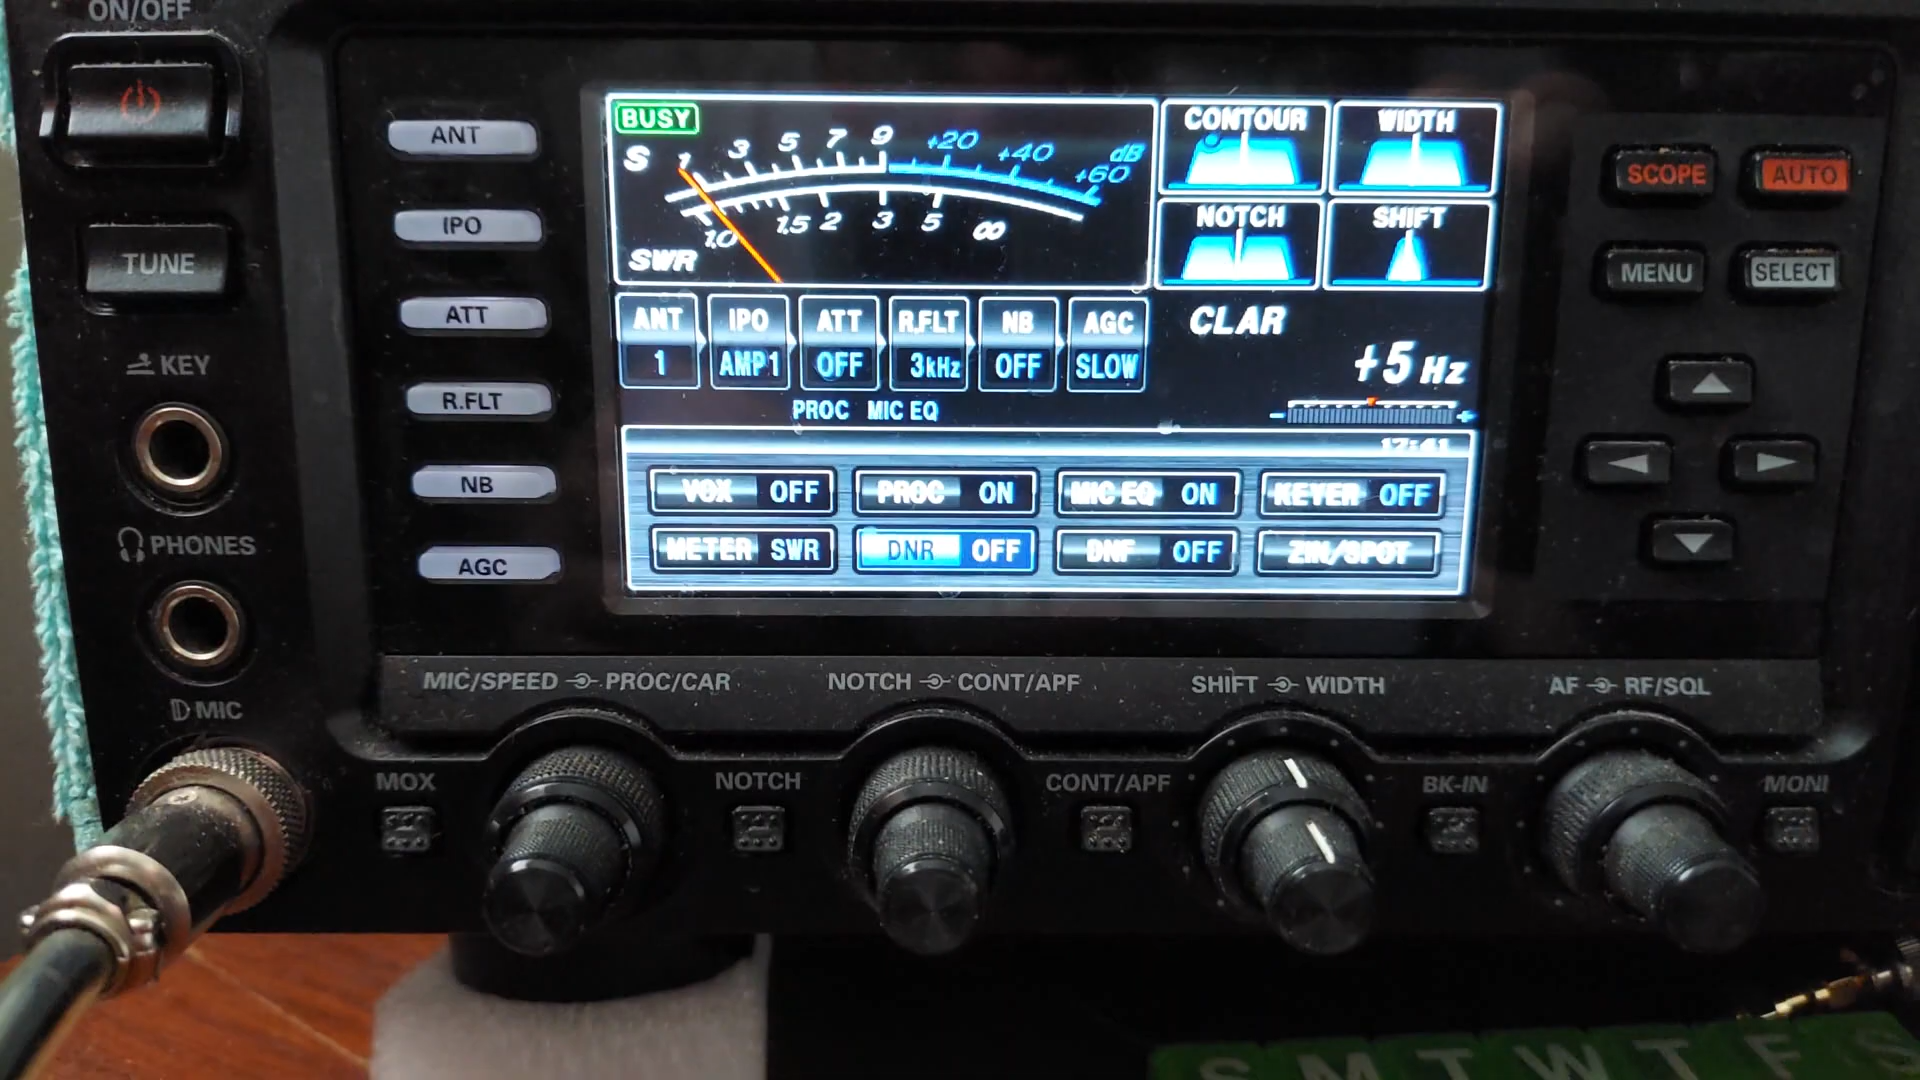 ON/OFF
TUNE
KEY
PHONES
MIC
ANT
IPO
ATT
R.FLT
NB
AGC
BUSY
S 1 3 5 7 9 +20 +40 +60 dB
1.0 1.5 2 3 5 ∞
SWR
CONTOUR
WIDTH
NOTCH
SHIFT
ANT IPO ATT R.FLT NB AGC
1 AMP1 OFF 3kHz OFF SLOW
PROC MIC EQ
CLAR
+5 Hz
- +
VOX OFF PROC ON MIC EQ ON KEYER OFF
METER SWR DNR OFF DNF OFF ZIN/SPOT
SCOPE AUTO
MENU SELECT
MIC/SPEED PROC/CAR NOTCH CONT/APF SHIFT WIDTH AF RF/SQL
MOX NOTCH CONT/APF BK-IN MONI
S M T W T F S